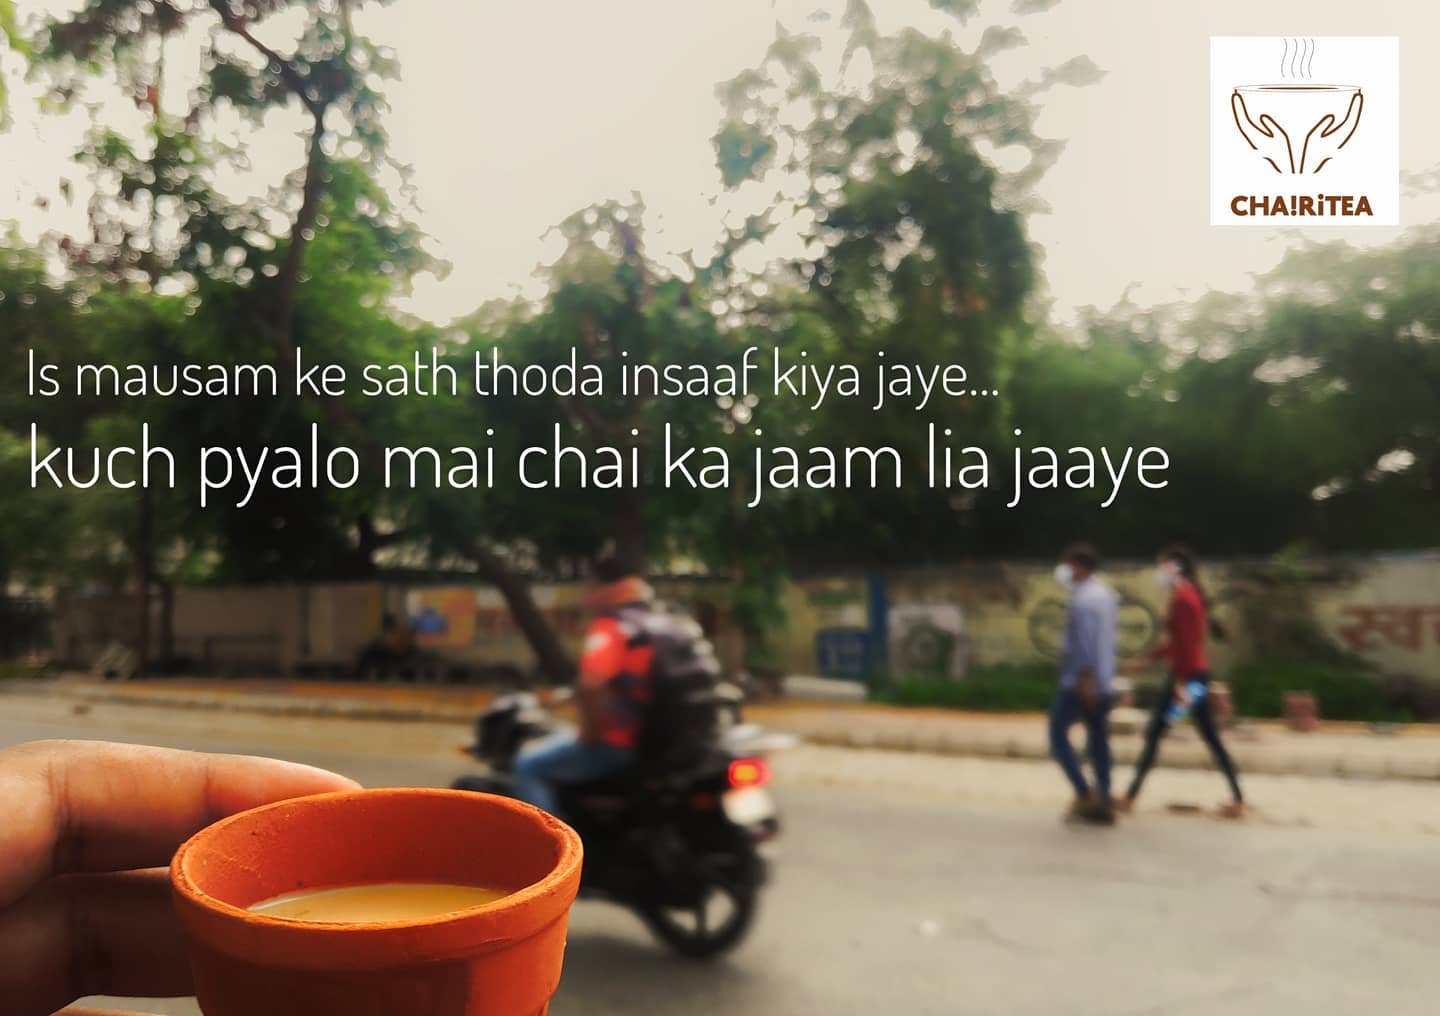 CHA!RiTEA
Is mausam ke sath thoda insaaf kiya jaye...
kuch pyalo mai chai ka jaam lia jaaye
स्व